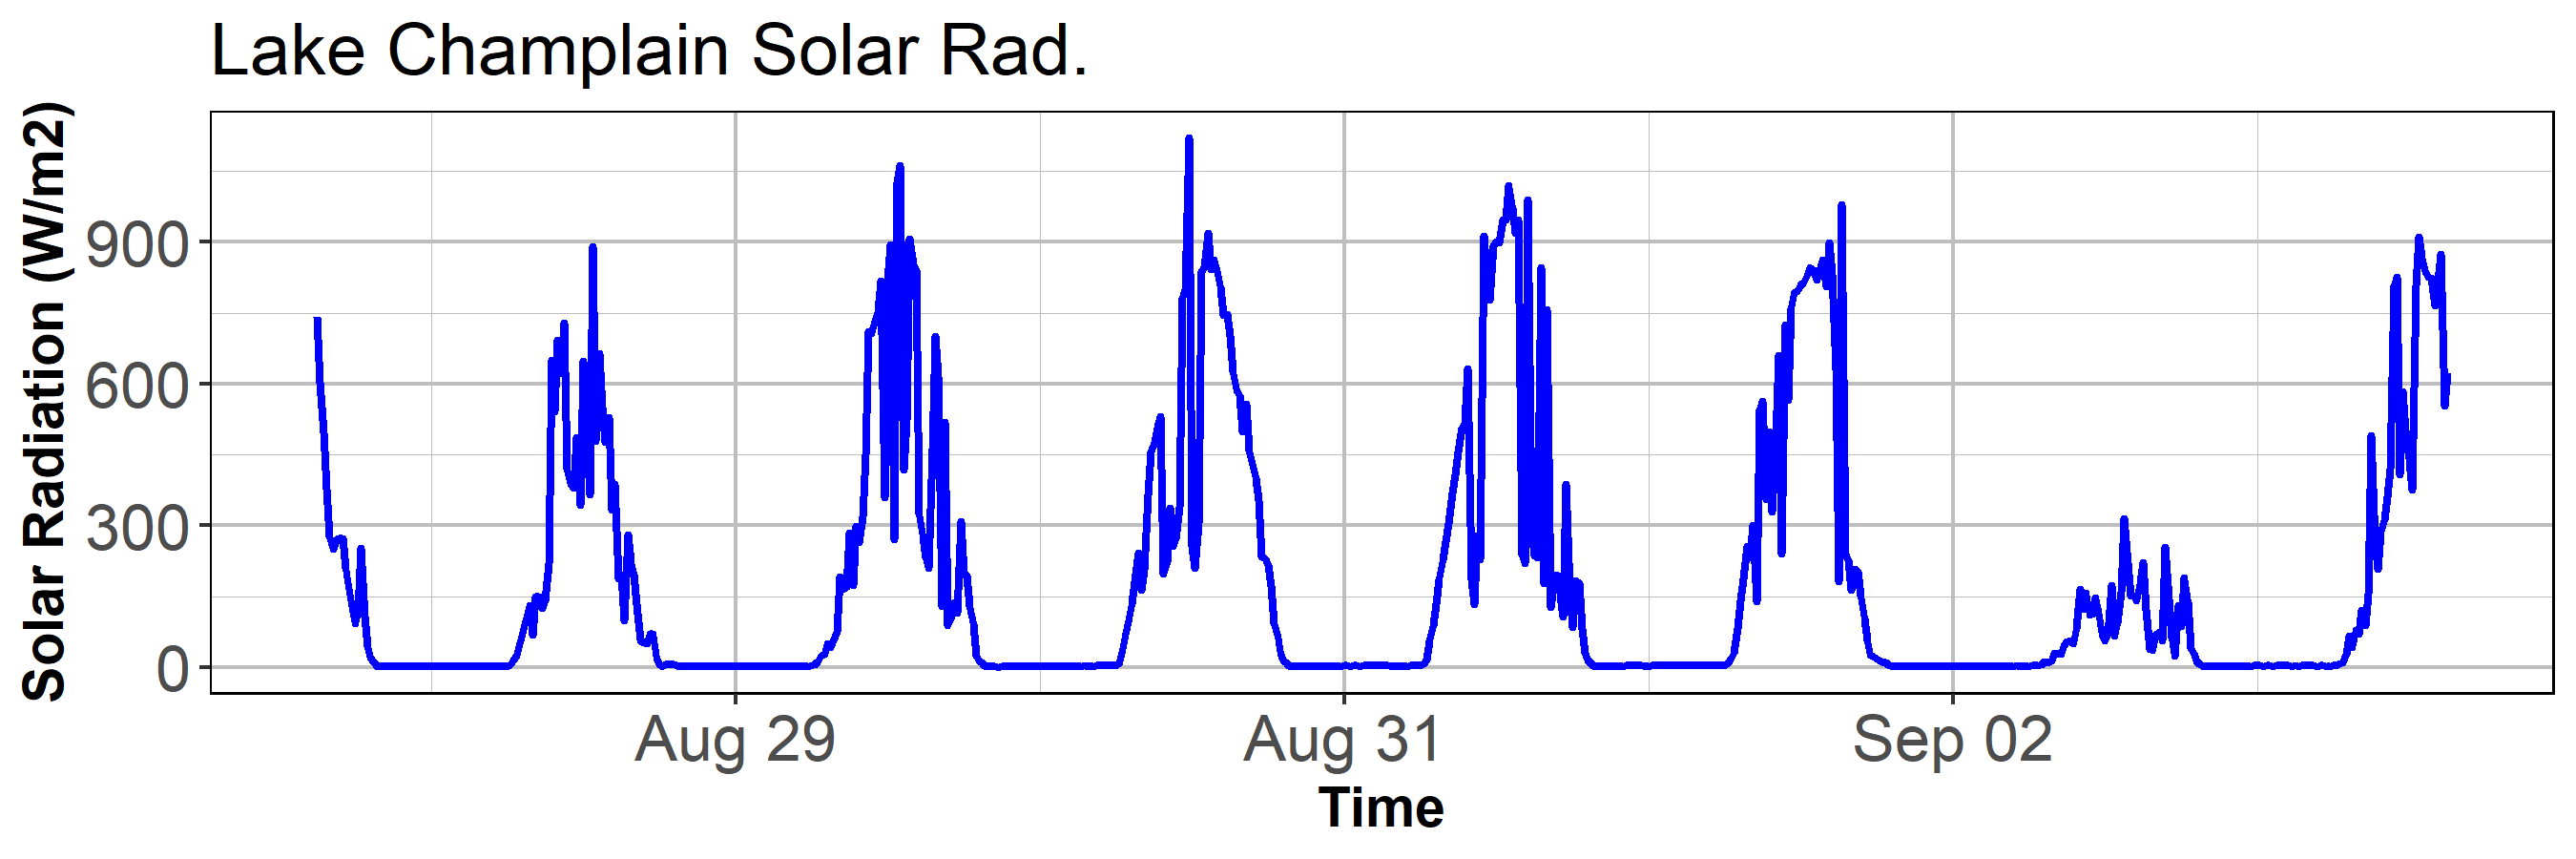 Lake Champlain Solar Rad.
Solar Radiation (W/m2)
900
600
300
0
Aug 29
Aug 31
Sep 02
Time